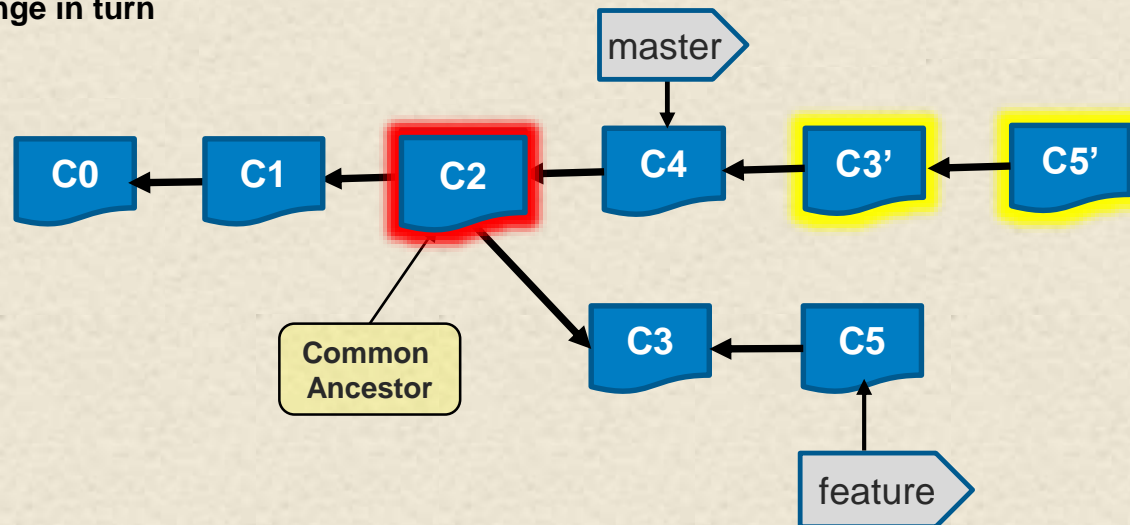 nge in turn
master
C0
C1
C2
C4
C3’
C5’
Common
Ancestor
C3
C5
feature